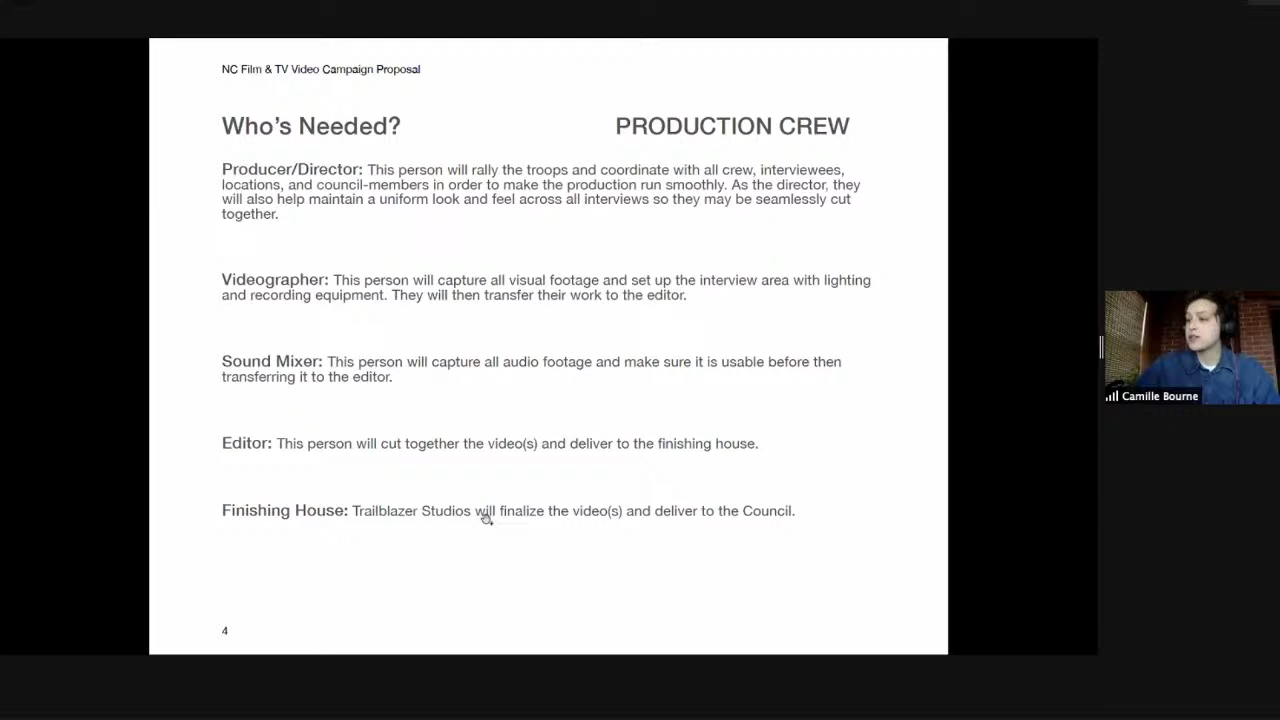 NC Film & TV Video Campaign Proposal
Who's Needed?
PRODUCTION CREW
Producer/Director: This person will rally the troops and coordinate with all crew, interviewees,
locations, and council-members in order to make the production run smoothly. As the director, they
will also help maintain a uniform look and feel across all interviews so they may be seamlessly cut
together.
Videographer: This person will capture all visual footage and set up the interview area with lighting
and recording equipment. They will then transfer their work to the editor.
Sound Mixer: This person will capture all audio footage and make sure it is usable before then
transferring it to the editor.
Editor: This person will cut together the video(s) and deliver to the finishing house.
Finishing House: Trailblazer Studios will finalize the video(s) and deliver to the Council.
4
Camille Bourne